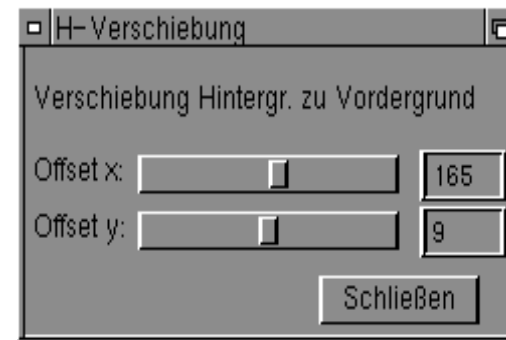 H-Verschiebung
Verschiebung Hintergr. zu Vordergrund
Offset x: 165
Offset y: 9
Schließen